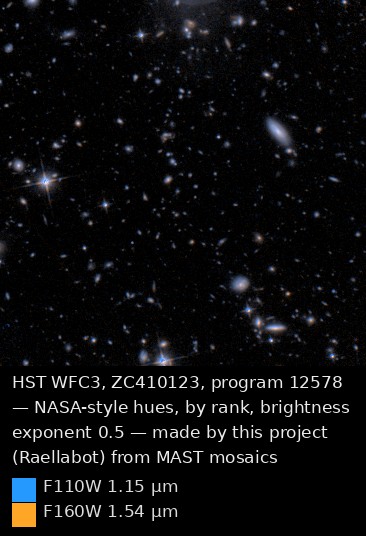 HST WFC3, ZC410123, program 12578
— NASA-style hues, by rank, brightness
exponent 0.5 — made by this project
(Raellabot) from MAST mosaics
F110W 1.15 µm
F160W 1.54 µm